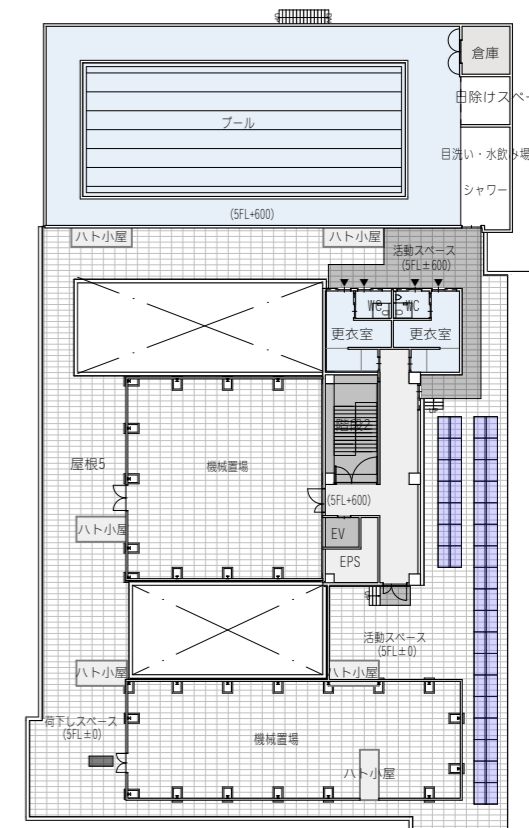 倉庫
日除けスペー
プール
目洗い・水飲み場
シャワー
(5FL+600)
ハト小屋
ハト小屋
活動スペース
(5FL±600)
WC
WC
更衣室
更衣室
階段2
屋根5
機械置場
(5FL+600)
ハト小屋
EV
EPS
活動スペース
(5FL±0)
ハト小屋
ハト小屋
荷下しスペース
(5FL±0)
機械置場
ハト小屋